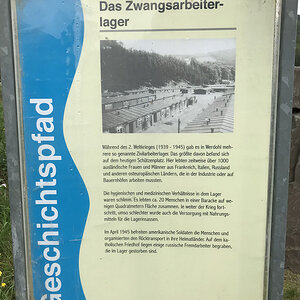 Das Zwangsarbeiter-
lager
Während des 2. Weltkrieges (1939 - 1945) gab es in Werdohl meh-
rere so genannte Zivilarbeiterlager. Das größte davon befand sich
auf dem heutigen Schützenplatz. Hier lebten zeitweise über 1000
ausländische Frauen und Männer aus Frankreich, Italien, Russland
und anderen osteuropäischen Ländern, die in der Industrie oder auf
Bauernhöfen arbeiten mussten.
Die hygienischen und medizinischen Verhältnisse in dem Lager
waren schlecht. Es lebten ca. 20 Menschen in einer Baracke auf we-
nigen Quadratmetern Fläche zusammen. Je weiter der Krieg fort-
schritt, umso schlechter wurde auch die Versorgung mit Nahrungs-
mitteln für die Lagerinsassen.
Im April 1945 befreiten amerikanische Soldaten die Menschen und
organisierten den Rücktransport in ihre Heimatländer. Auf dem ka-
tholischen Friedhof liegen einige russische Fremdarbeiter begraben,
die im Lager gestorben sind.
Geschichtspfad